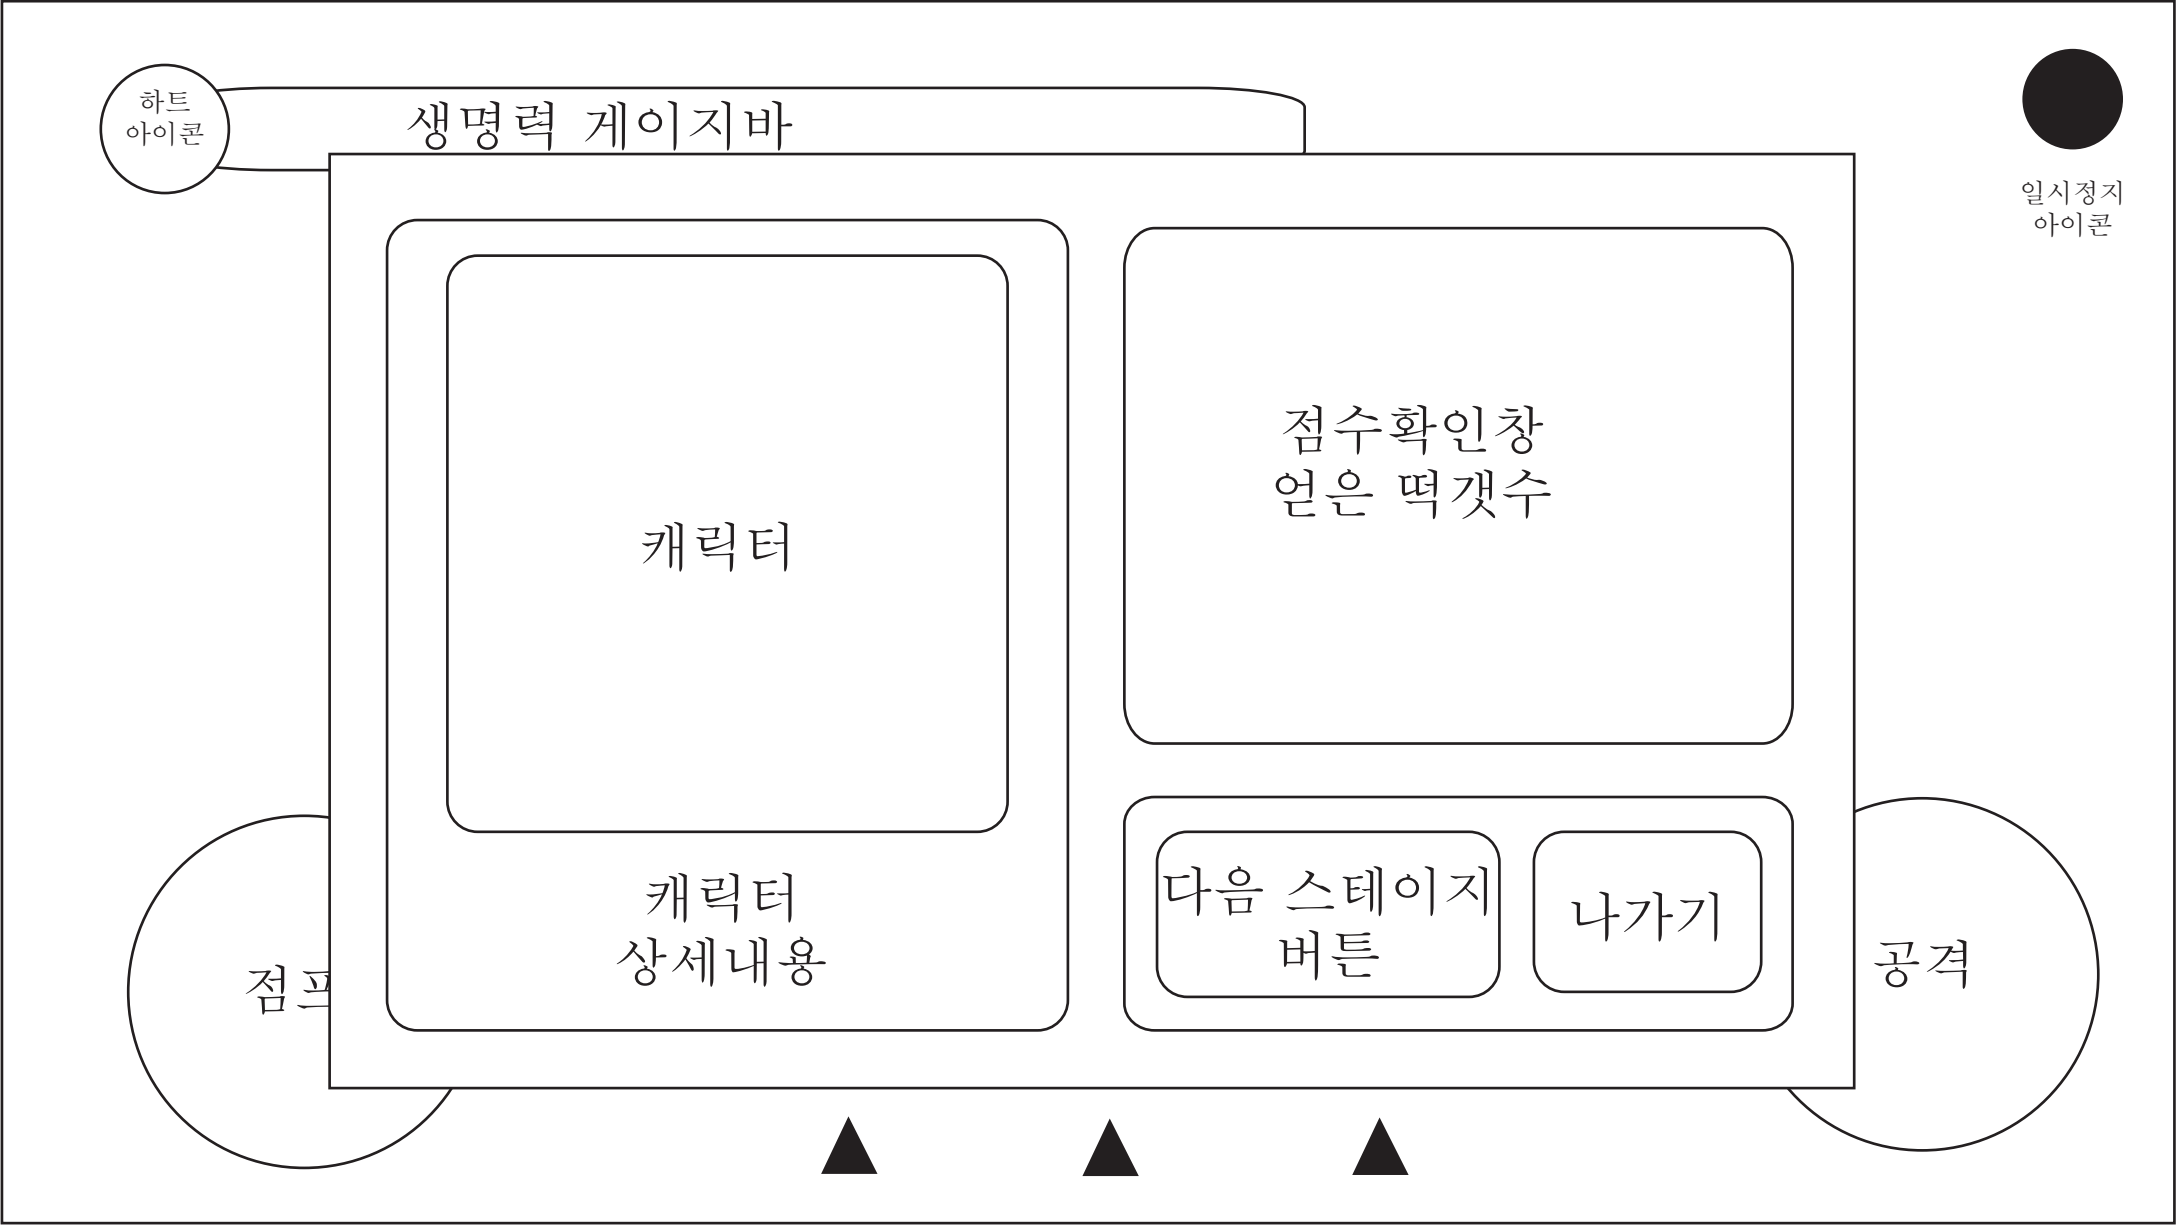 하트
아이콘
생명력 게이지바
일시정지
아이콘
캐릭터
점수확인창
얻은 떡갯수
캐릭터
상세내용
다음 스테이지
버튼
나가기
점프
공격